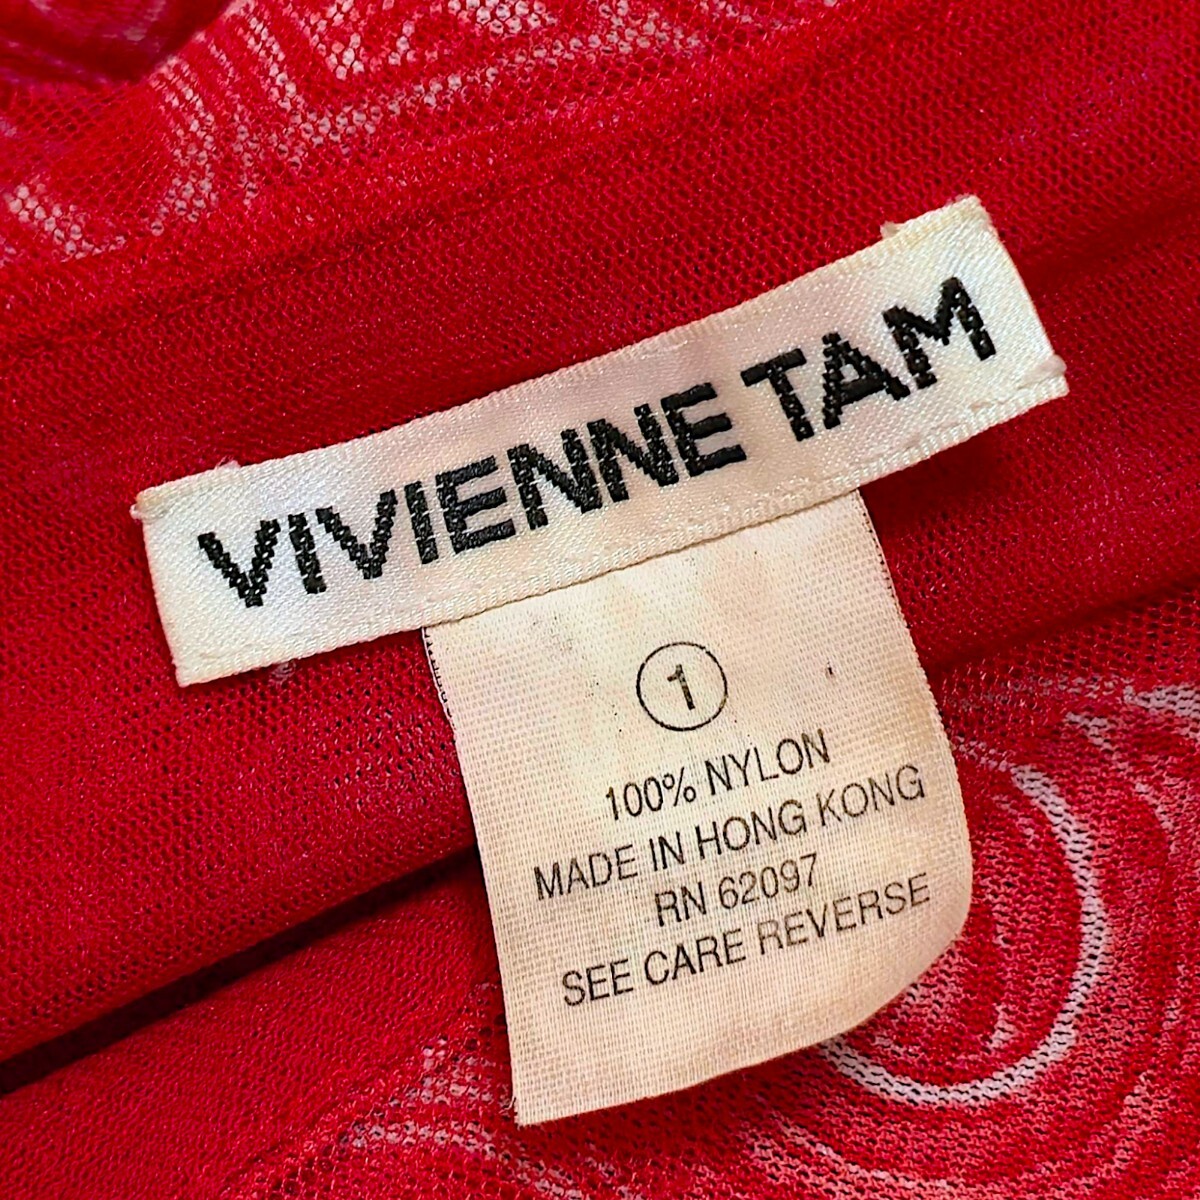 VIVIENNE TAM
1
100% NYLON
MADE IN HONG KONG
RN 62097
SEE CARE REVERSE